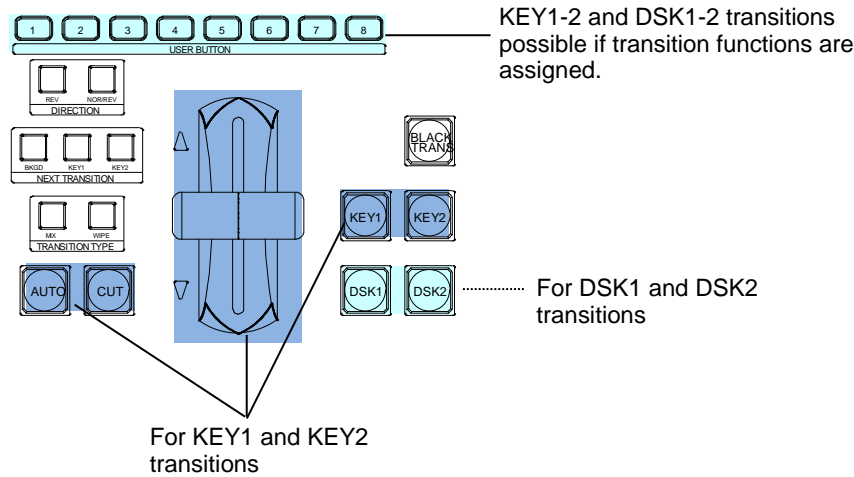 KEY1-2 and DSK1-2 transitions
possible if transition functions are
assigned.
1 2 3 4 5 6 7 8
USER BUTTON
REV NOR/REV
DIRECTION
BLACK
TRANS
BKGD KEY1 KEY2
NEXT TRANSITION
KEY1 KEY2
MIX WIPE
TRANSITION TYPE
AUTO CUT
DSK1 DSK2
For DSK1 and DSK2
transitions
For KEY1 and KEY2
transitions